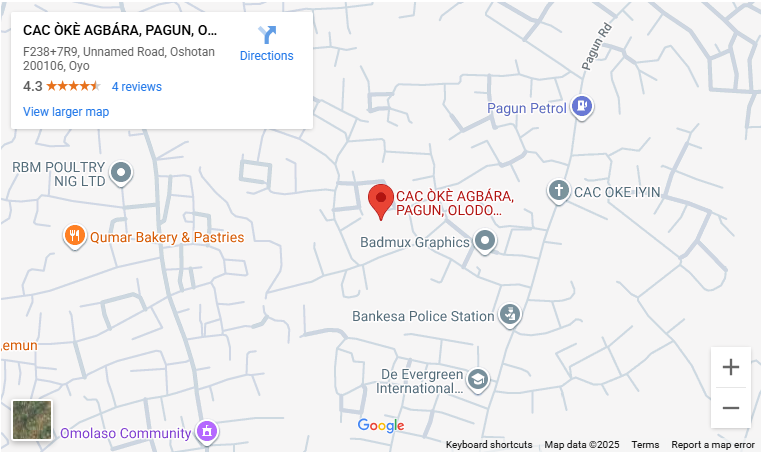 CAC ÒKÈ AGBÁRA, PAGUN, O...
F238+7R9, Unnamed Road, Oshotan
200106, Oyo
Directions
4.3
4 reviews
View larger map
Pagun Rd
Pagun Petrol
RBM POULTRY
NIG LTD
CAC ÒKÈ AGBÁRA,
PAGUN, OLODO...
CAC OKE IYIN
Qumar Bakery & Pastries
Badmux Graphics
Bankesa Police Station
emun
De Evergreen
International...
Omolaso Community
Google
Keyboard shortcuts
Map data ©2025
Terms
Report a map error